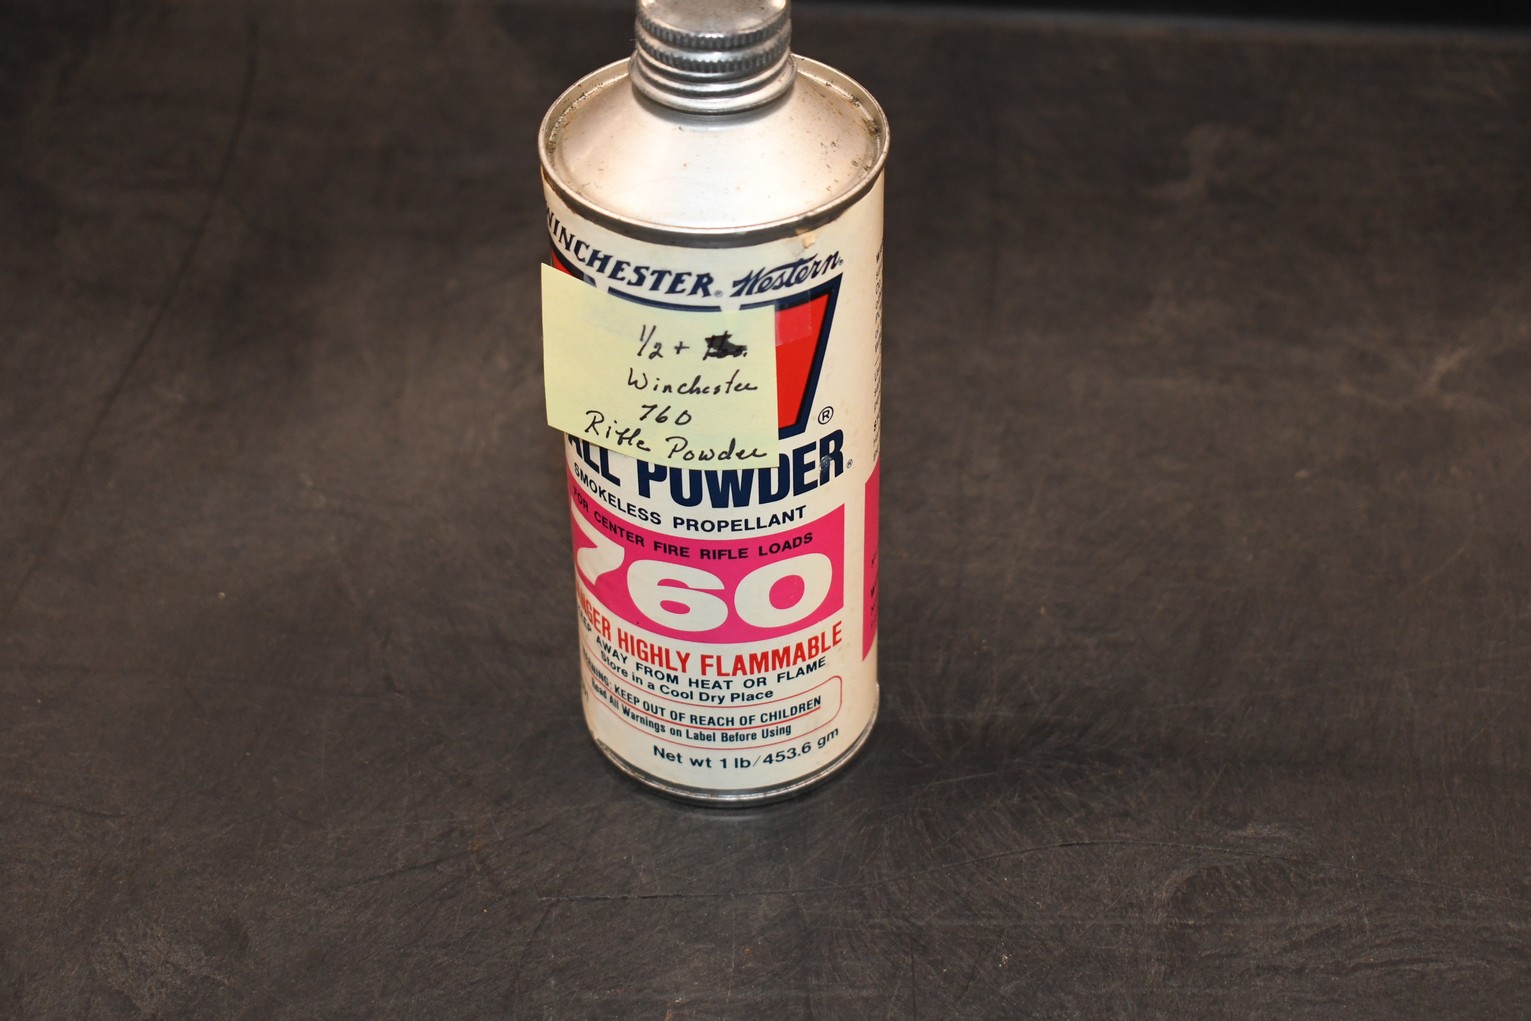 WINCHESTER® Western®
1/2 +
Winchester
760
Rifle Powder
®
POWDER®
SMOKELESS PROPELLANT
FOR CENTER FIRE RIFLE LOADS
760
HIGHLY FLAMMABLE
AWAY FROM HEAT OR FLAME
Store in a Cool Dry Place
KEEP OUT OF REACH OF CHILDREN
Read All Warnings on Label Before Using
Net wt 1 lb/453.6 gm